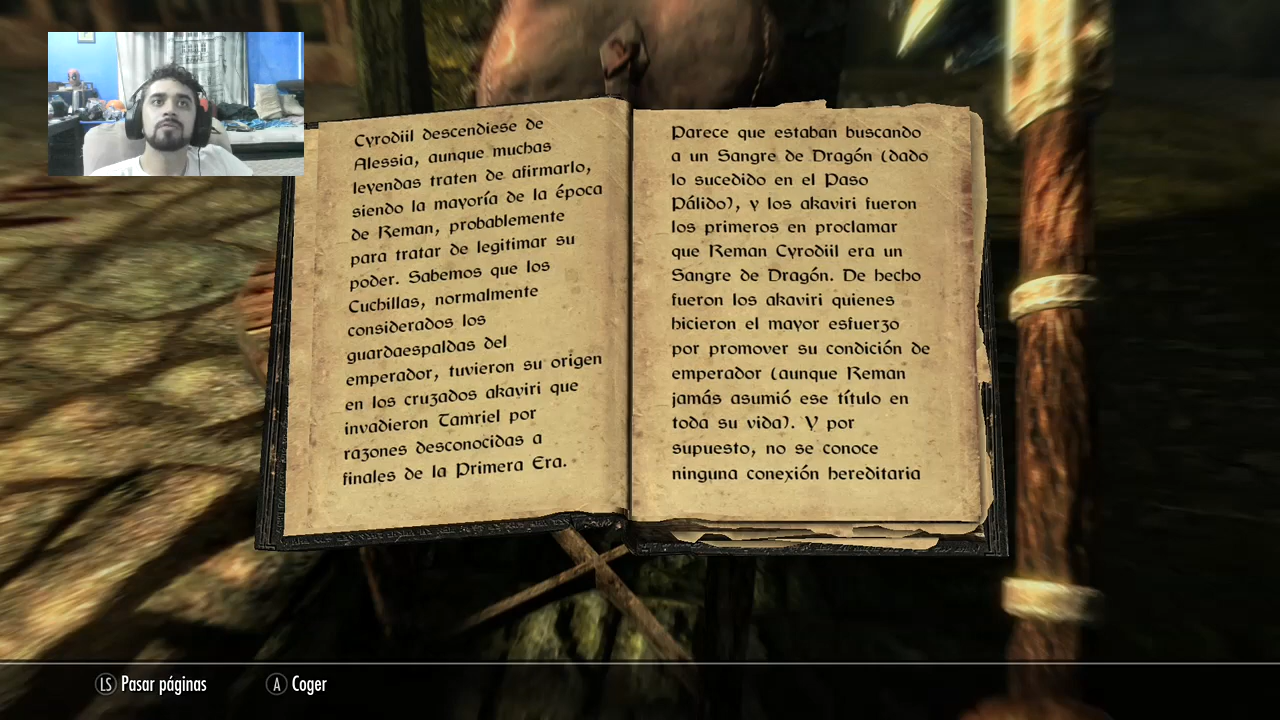 Cyrodiil descendiese de
Alessia, aunque muchas
leyendas traten de afirmarlo,
siendo la mayoría de la época
de Reman, probablemente
para tratar de legitimar su
poder. Sabemos que los
Cuchillas, normalmente
considerados los
guardaespaldas del
emperador, tuvieron su origen
en los cruzados akaviri que
invadieron Tamriel por
razones desconocidas a
finales de la Primera Era.
Parece que estaban buscando
a un Sangre de Dragón (dado
lo sucedido en el Paso
Pálido), y los akaviri fueron
los primeros en proclamar
que Reman Cyrodiil era un
Sangre de Dragón. De hecho
fueron los akaviri quienes
hicieron el mayor esfuerzo
por promover su condición de
emperador (aunque Reman
jamás asumió ese título en
toda su vida). Y por
supuesto, no se conoce
ninguna conexión hereditaria
LS Pasar páginas
A Coger